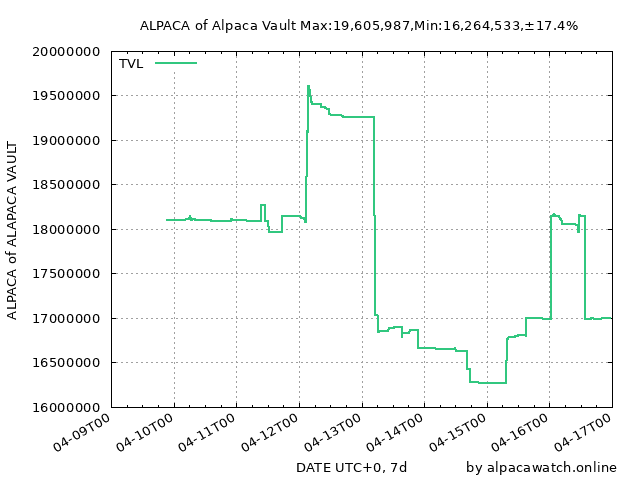 ALPACA of Alpaca Vault Max:19,605,987,Min:16,264,533,±17.4%
20000000
TVL
19500000
19000000
18500000
18000000
17500000
17000000
16500000
16000000
ALPACA of ALAPACA VAULT
04-09T00
04-10T00
04-11T00
04-12T00
04-13T00
04-14T00
04-15T00
04-16T00
04-17T00
DATE UTC+0, 7d
by alpacawatch.online